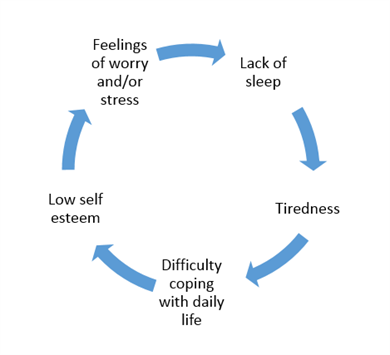 Feelings
of worry
and/or
stress
Lack of
sleep
Tiredness
Difficulty
coping
with daily
life
Low self
esteem